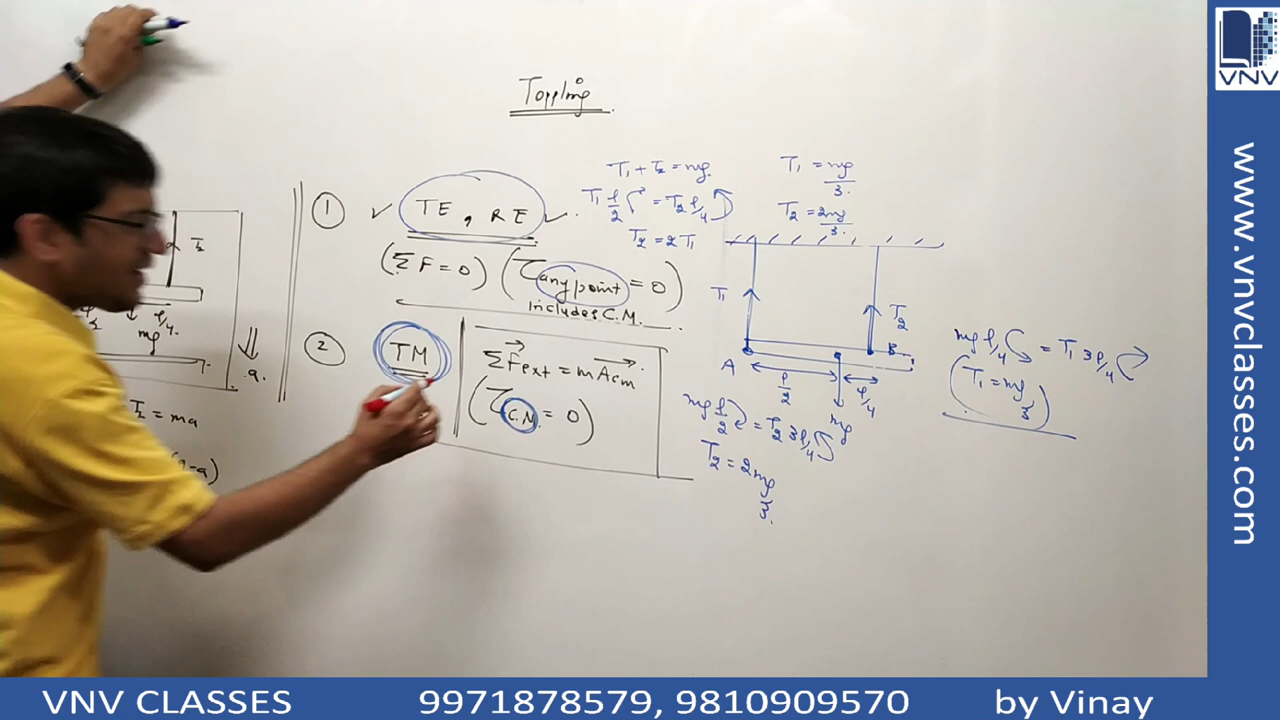 Toppling
① ✓ TE, RE ✓
(ΣF = 0) (τ any point = 0)
includes C.M.
② TM
ΣF⃗ext = mA⃗cm
(τ C.M = 0)
T₁ + T₂ = mg
T₁ ℓ/2 = T₂ ℓ/4
T₂ = 2T₁
T₁ = mg/3
T₂ = 2mg/3
T₁
T₂
A
B
ℓ/2
ℓ/4
mg
mg ℓ/2 = T₂ 3ℓ/4
T₂ = 2mg/3
mg ℓ/4 = T₁ 3ℓ/4
(T₁ = mg/3)
T₂
ℓ/4
mg
a
T₂ = ma
-a)
VNV
www.vnvclasses.com
VNV CLASSES 9971878579, 9810909570 by Vinay